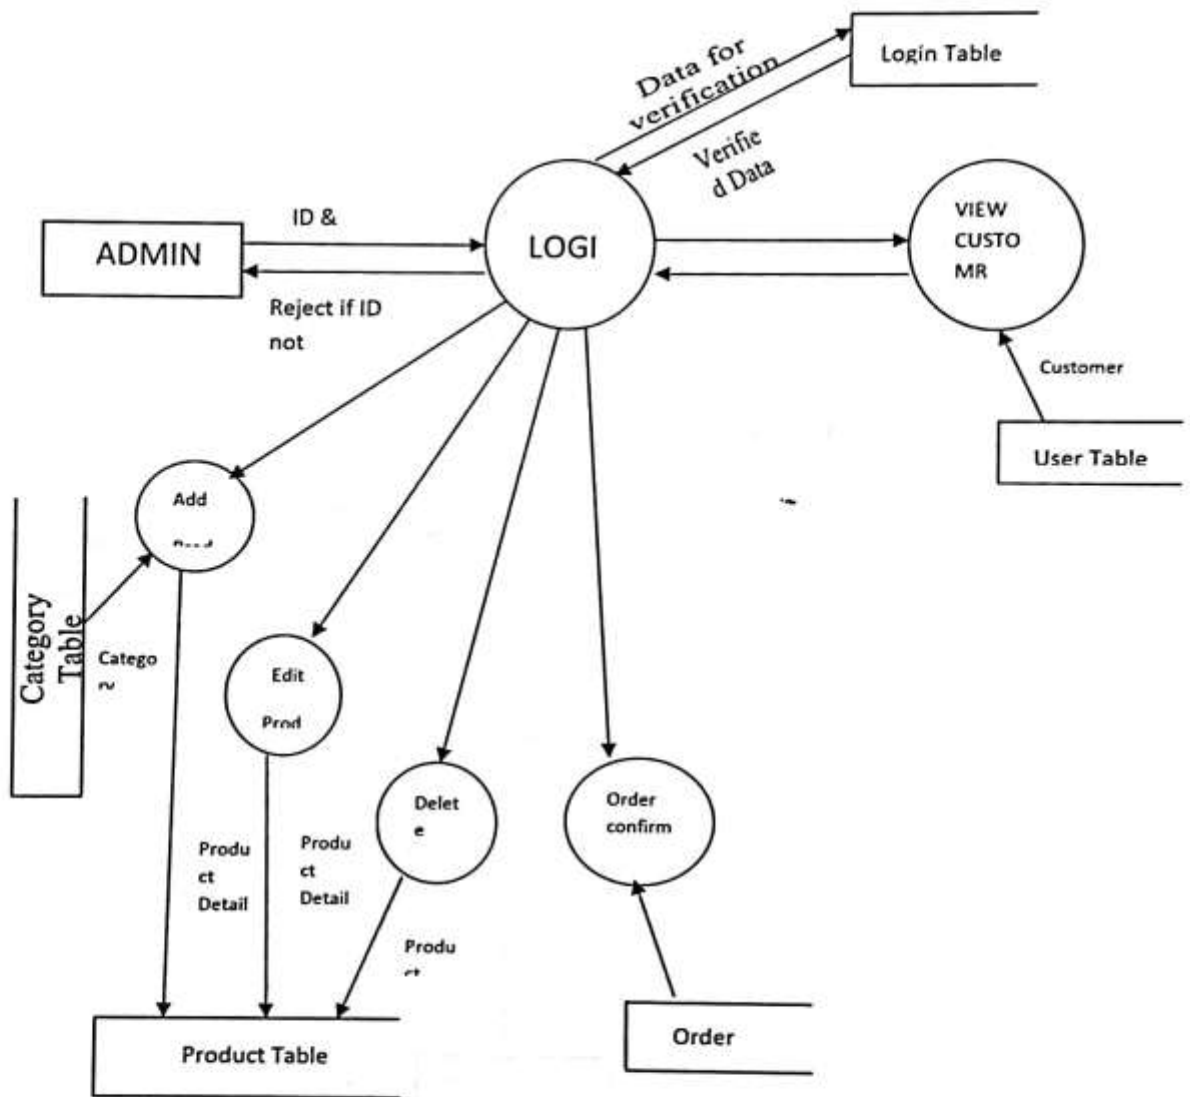 Login Table
Data for
verification
Verifie
d Data
VIEW
CUSTO
MR
ID &
ADMIN
LOGI
Reject if ID
not
Customer
User Table
Add
Category
Table
Catego
Edit
Prod
Delet
e
Order
confirm
Produ
ct
Detail
Produ
ct
Detail
Produ
ct
Order
Product Table